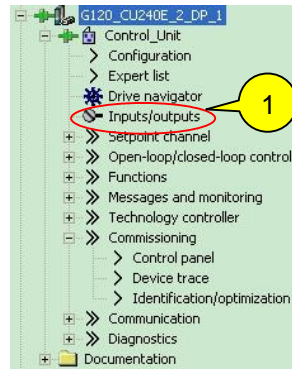 G120_CU240E_2_DP_1
Control_Unit
Configuration
Expert list
Drive navigator
1
Inputs/outputs
Setpoint channel
Open-loop/closed-loop control
Functions
Messages and monitoring
Technology controller
Commissioning
Control panel
Device trace
Identification/optimization
Communication
Diagnostics
Documentation